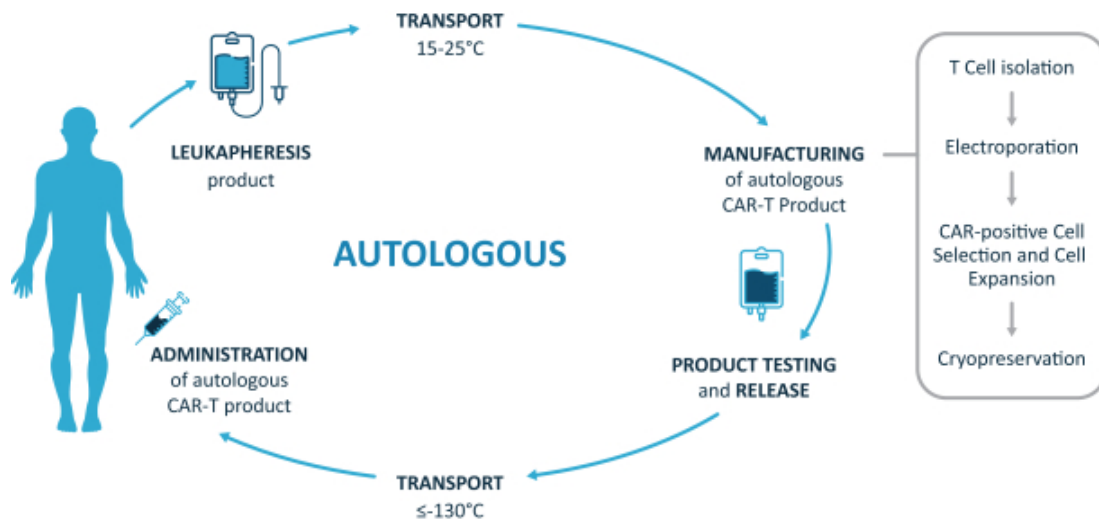 TRANSPORT
15-25°C
LEUKAPHERESIS
product
MANUFACTURING
of autologous
CAR-T Product
T Cell isolation
Electroporation
CAR-positive Cell
Selection and Cell
Expansion
Cryopreservation
AUTOLOGOUS
PRODUCT TESTING
and RELEASE
TRANSPORT
≤-130°C
ADMINISTRATION
of autologous
CAR-T product